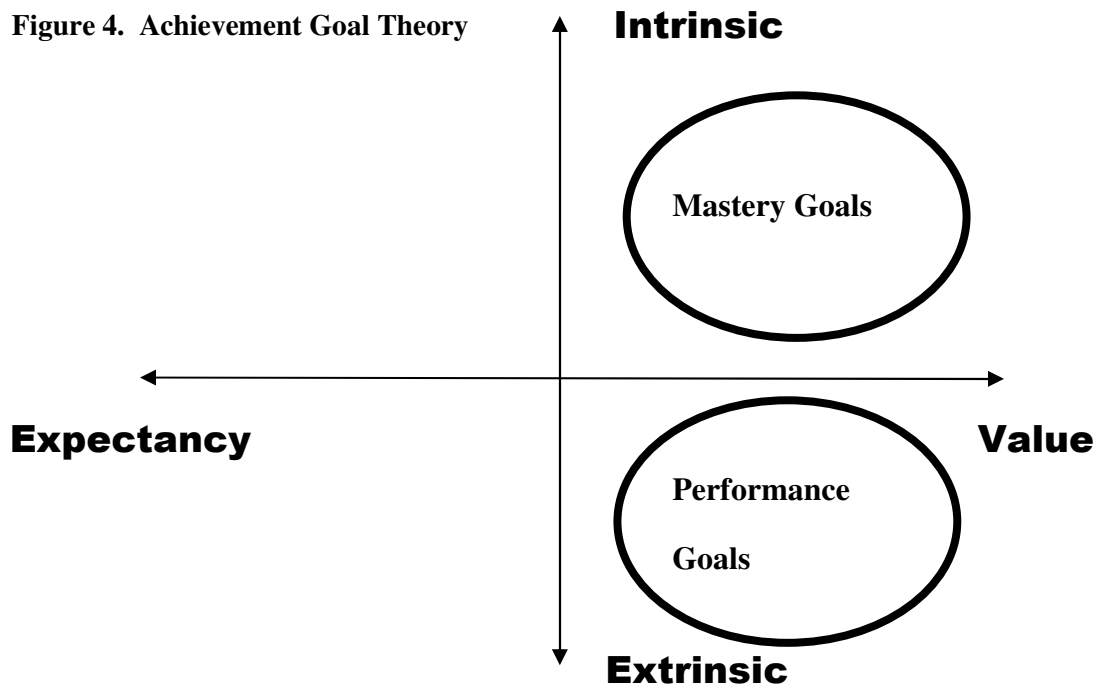 Figure 4.  Achievement Goal Theory
Intrinsic
Mastery Goals
Expectancy
Value
Performance
Goals
Extrinsic